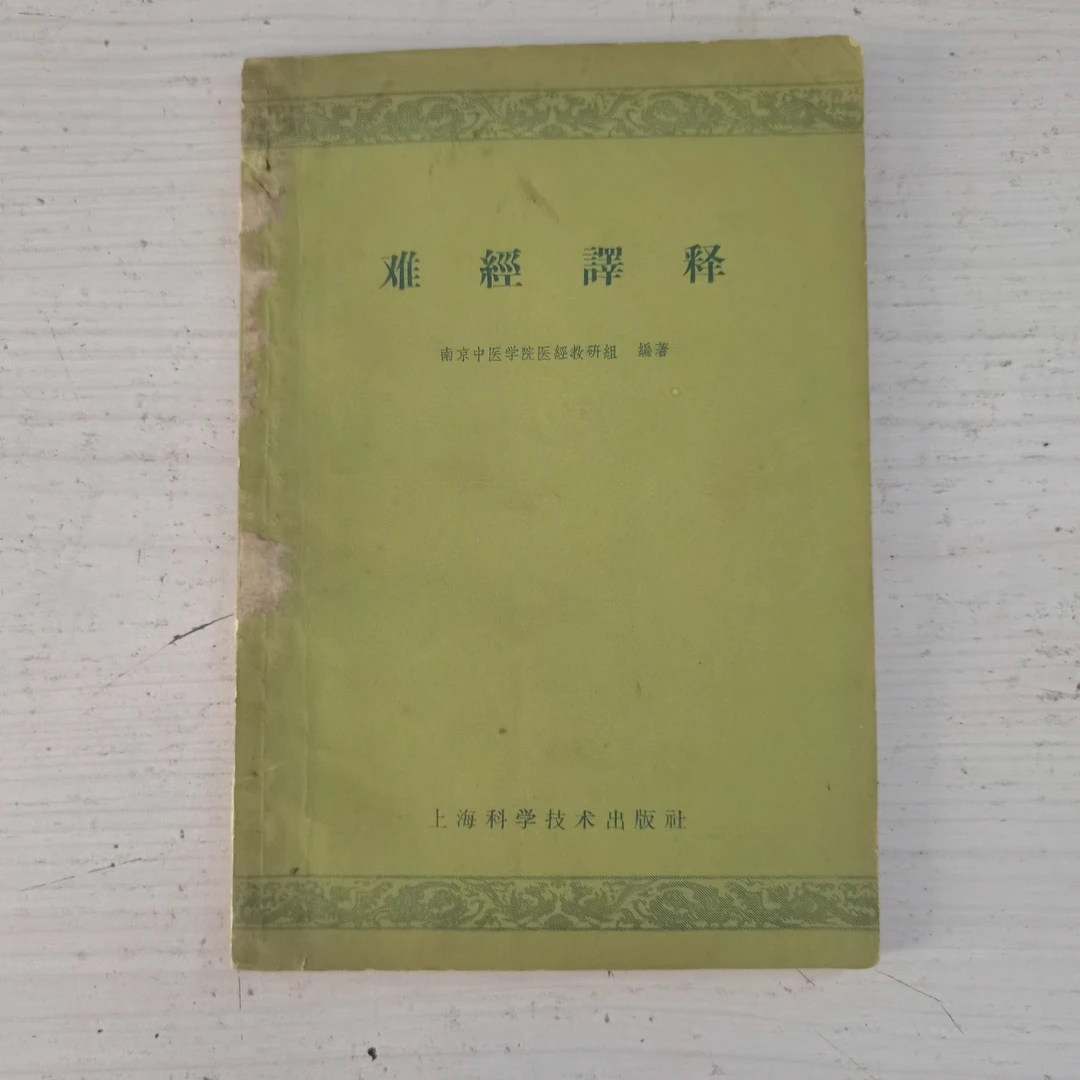 难經譯释
南京中医学院医經教研組 編著
上海科学技术出版社